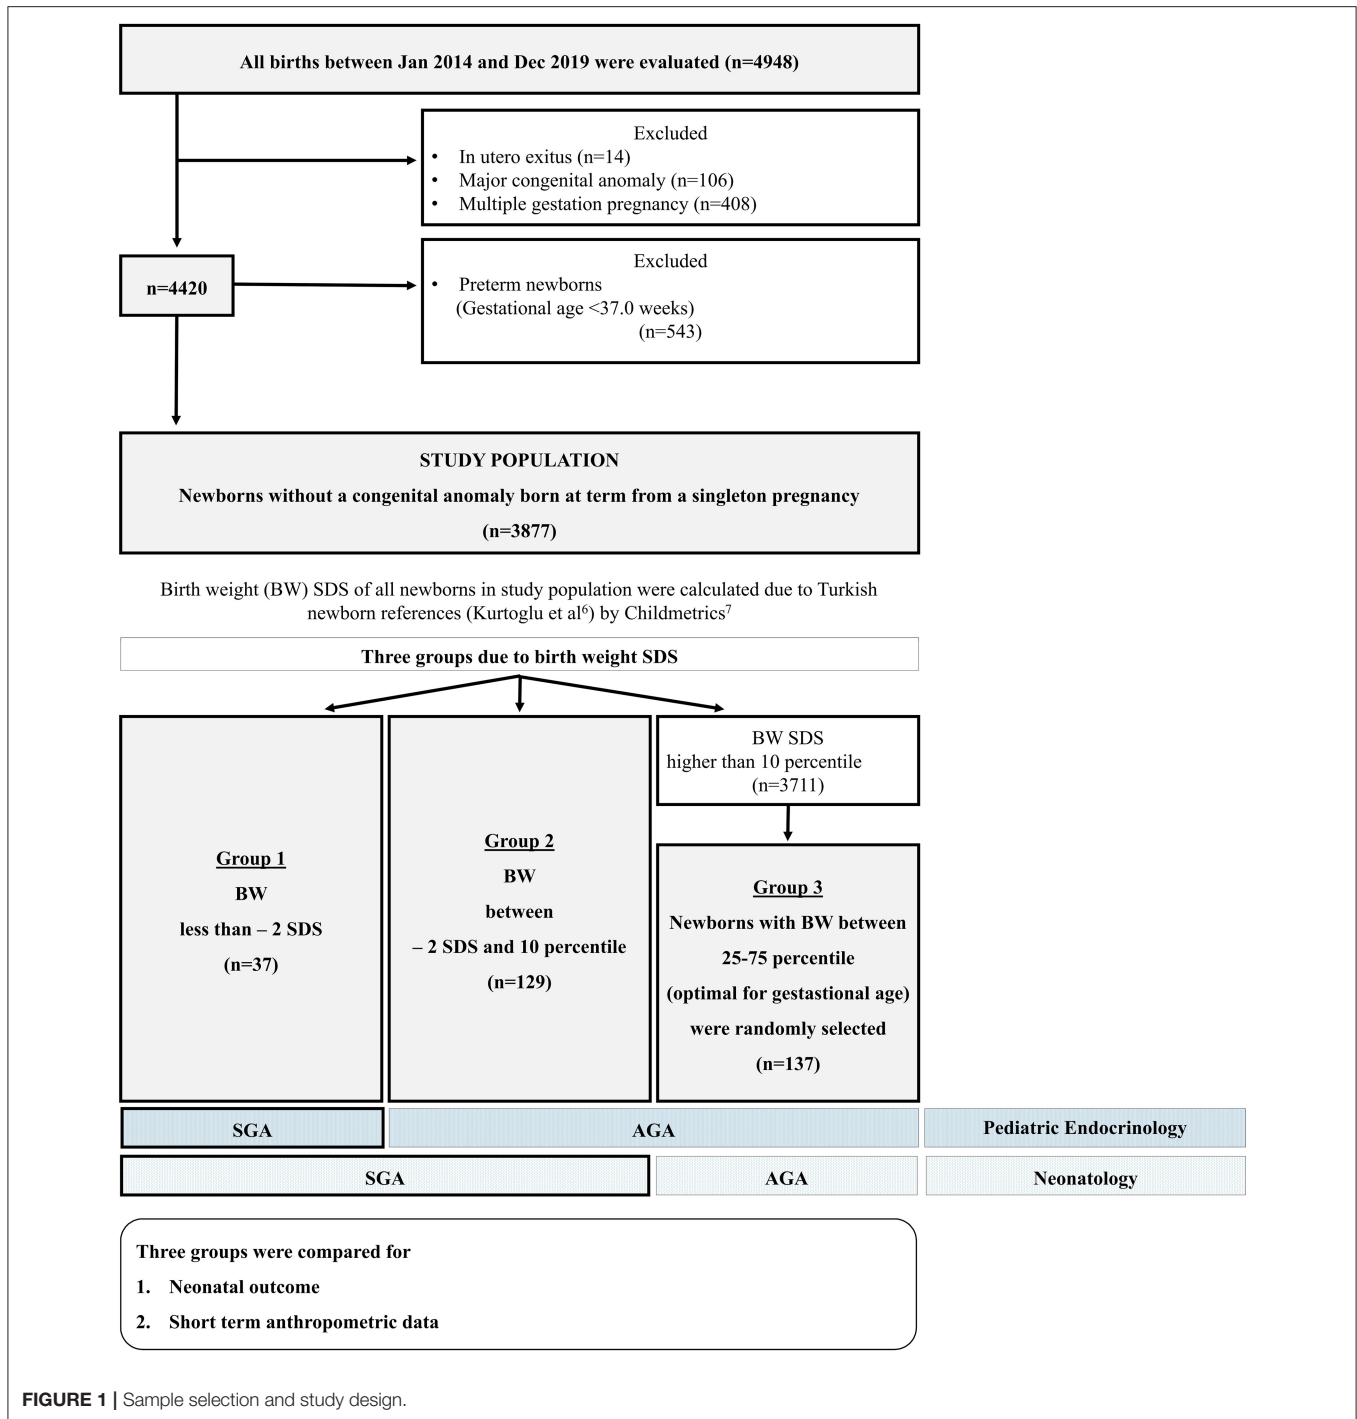 All births between Jan 2014 and Dec 2019 were evaluated (n=4948)
Excluded
• In utero exitus (n=14)
• Major congenital anomaly (n=106)
• Multiple gestation pregnancy (n=408)
n=4420
Excluded
• Preterm newborns
(Gestational age <37.0 weeks)
(n=543)
STUDY POPULATION
Newborns without a congenital anomaly born at term from a singleton pregnancy
(n=3877)
Birth weight (BW) SDS of all newborns in study population were calculated due to Turkish
newborn references (Kurtoglu et al⁶) by Childmetrics⁷
Three groups due to birth weight SDS
Group 1
BW
less than – 2 SDS
(n=37)
Group 2
BW
between
– 2 SDS and 10 percentile
(n=129)
BW SDS
higher than 10 percentile
(n=3711)
Group 3
Newborns with BW between
25-75 percentile
(optimal for gestastional age)
were randomly selected
(n=137)
SGA
AGA
Pediatric Endocrinology
SGA
AGA
Neonatology
Three groups were compared for
1. Neonatal outcome
2. Short term anthropometric data
FIGURE 1 | Sample selection and study design.